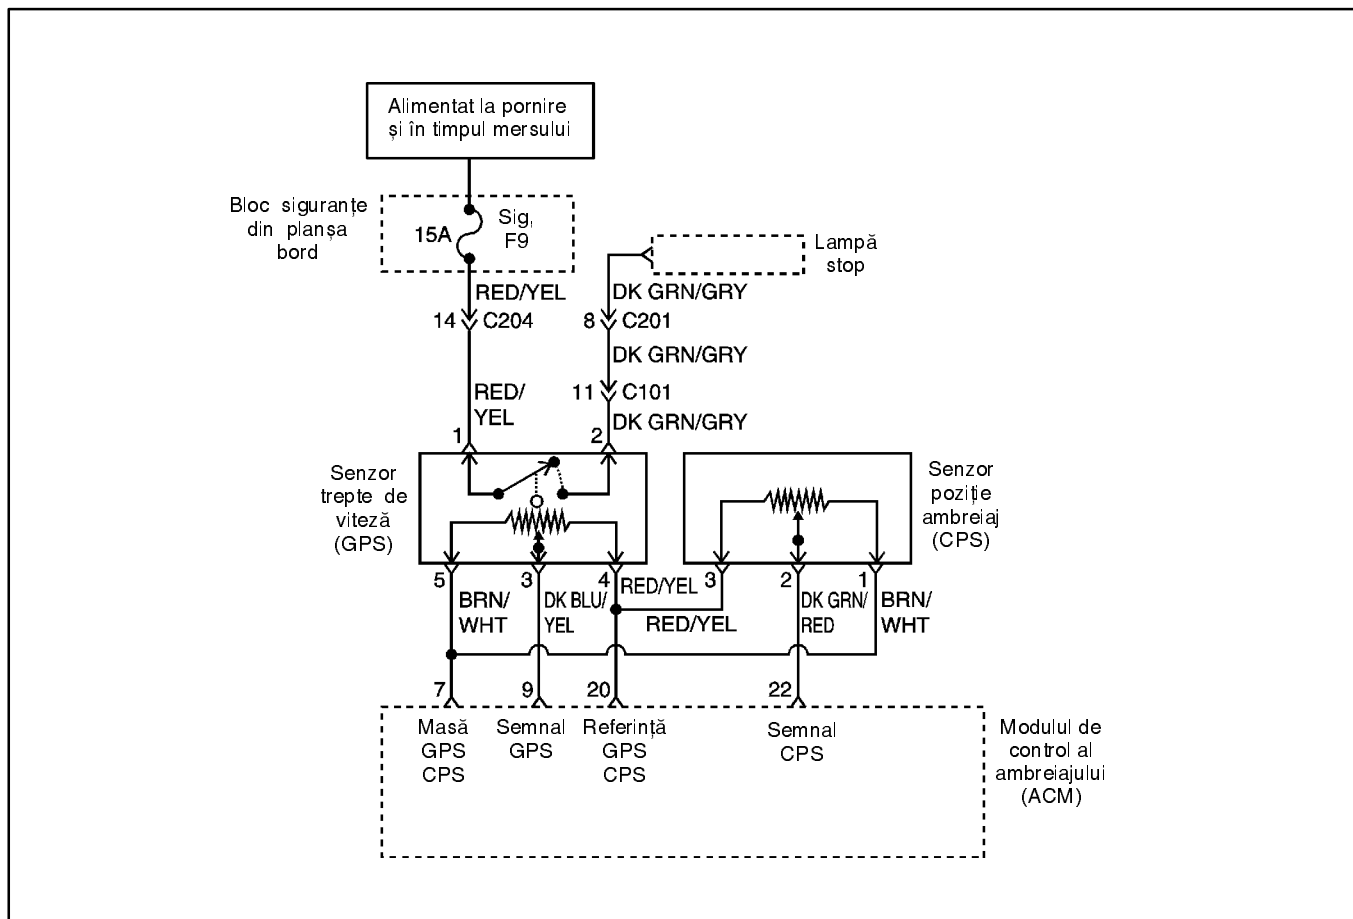 Alimentat la pornire
și în timpul mersului
Bloc siguranțe
din planșa
bord
15A
Sig,
F9
Lampă
stop
RED/YEL
DK GRN/GRY
14
C204
8
C201
DK GRN/GRY
RED/
YEL
11
C101
DK GRN/GRY
1
2
Senzor
trepte de
viteză
(GPS)
Senzor
poziție
ambreiaj
(CPS)
5
3
4
RED/YEL
3
2
1
BRN/
WHT
DK BLU/
YEL
RED/YEL
DK GRN/
RED
BRN/
WHT
7
9
20
22
Masă
GPS
CPS
Semnal
GPS
Referință
GPS
CPS
Semnal
CPS
Modulul de
control al
ambreiajului
(ACM)